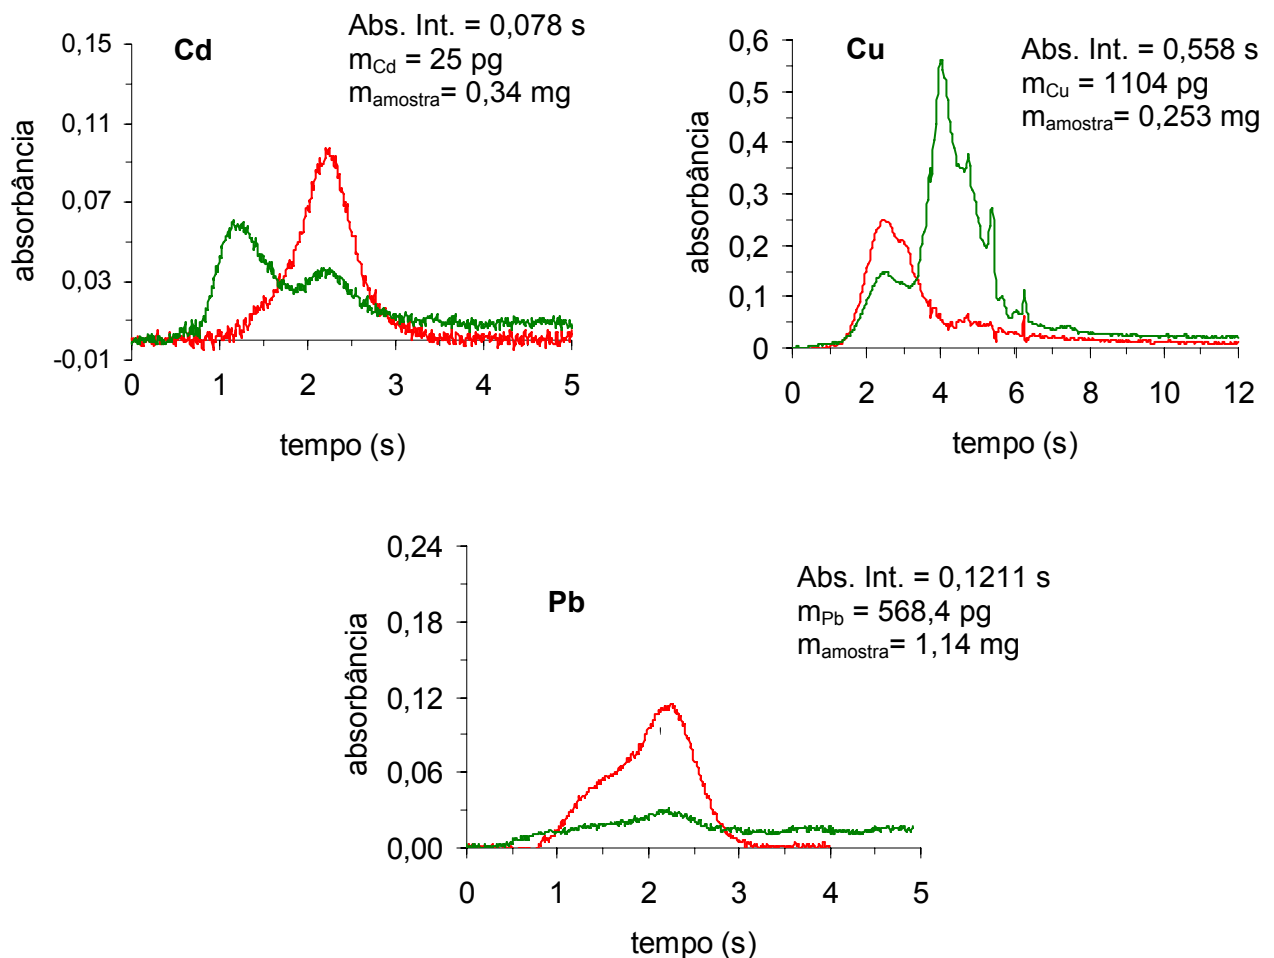 Cd
Abs. Int. = 0,078 s
mCd = 25 pg
mamostra= 0,34 mg
absorbância
0,15
0,11
0,07
0,03
-0,01
0 1 2 3 4 5
tempo (s)
Cu
Abs. Int. = 0,558 s
mCu = 1104 pg
mamostra= 0,253 mg
absorbância
0,6
0,5
0,4
0,3
0,2
0,1
0
0 2 4 6 8 10 12
tempo (s)
Pb
Abs. Int. = 0,1211 s
mPb = 568,4 pg
mamostra= 1,14 mg
absorbância
0,24
0,18
0,12
0,06
0,00
0 1 2 3 4 5
tempo (s)